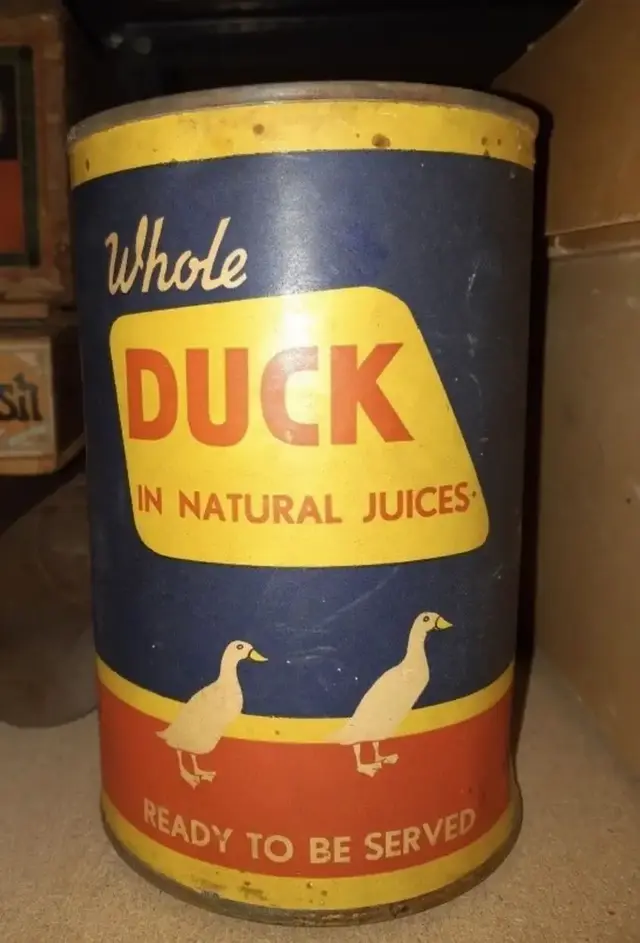 Whole
DUCK
IN NATURAL JUICES
READY TO BE SERVED